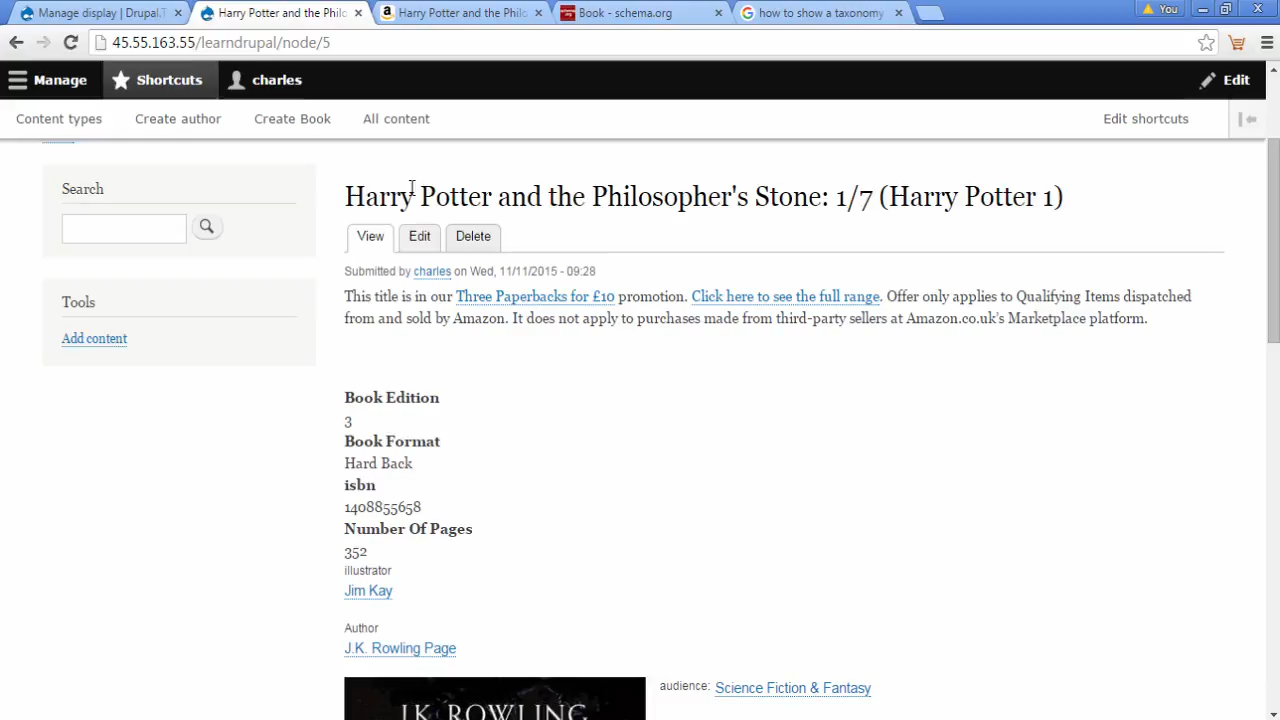 Manage display | Drupal.T
Harry Potter and the Philo
Harry Potter and the Philo
Book - schema.org
how to show a taxonomy
You
45.55.163.55/learndrupal/node/5
Manage
Shortcuts
charles
Edit
Content types
Create author
Create Book
All content
Edit shortcuts
Search
Tools
Add content
Harry Potter and the Philosopher's Stone: 1/7 (Harry Potter 1)
View
Edit
Delete
Submitted by charles on Wed, 11/11/2015 - 09:28
This title is in our Three Paperbacks for £10 promotion. Click here to see the full range. Offer only applies to Qualifying Items dispatched
from and sold by Amazon. It does not apply to purchases made from third-party sellers at Amazon.co.uk's Marketplace platform.
Book Edition
3
Book Format
Hard Back
isbn
1408855658
Number Of Pages
352
illustrator
Jim Kay
Author
J.K. Rowling Page
J.K. ROWLING
audience: Science Fiction & Fantasy